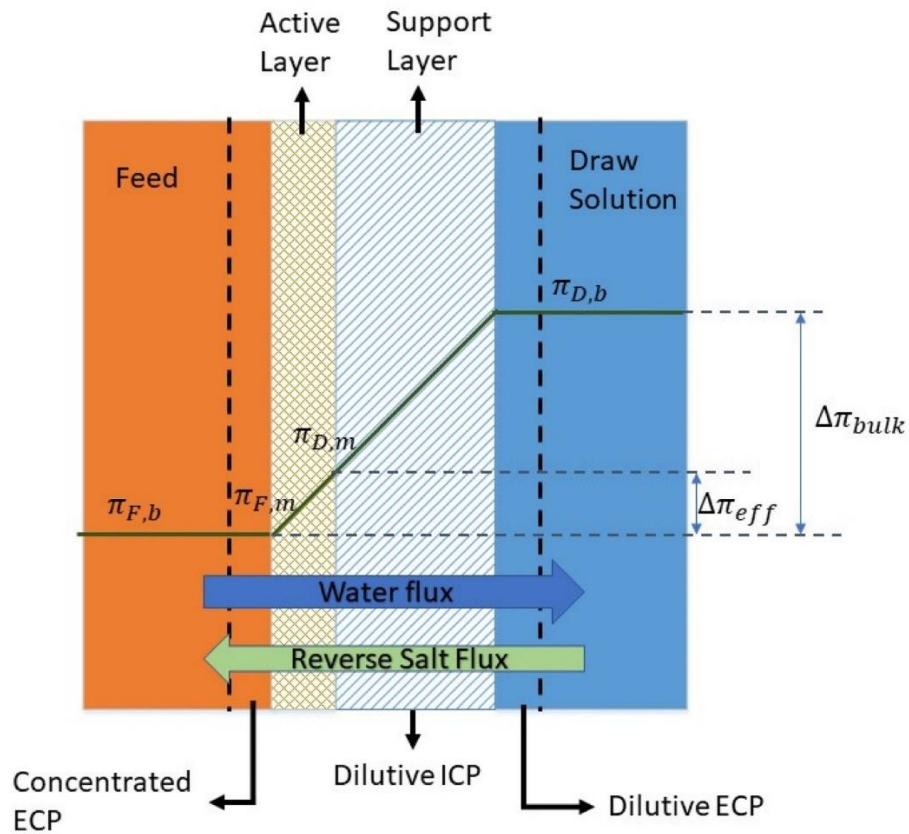 Active
Layer
Support
Layer
Feed
Draw
Solution
π_{D,b}
π_{D,m}
Δπ_{bulk}
π_{F,b}
π_{F,m}
Δπ_{eff}
Water flux
Reverse Salt Flux
Concentrated
ECP
Dilutive ICP
Dilutive ECP